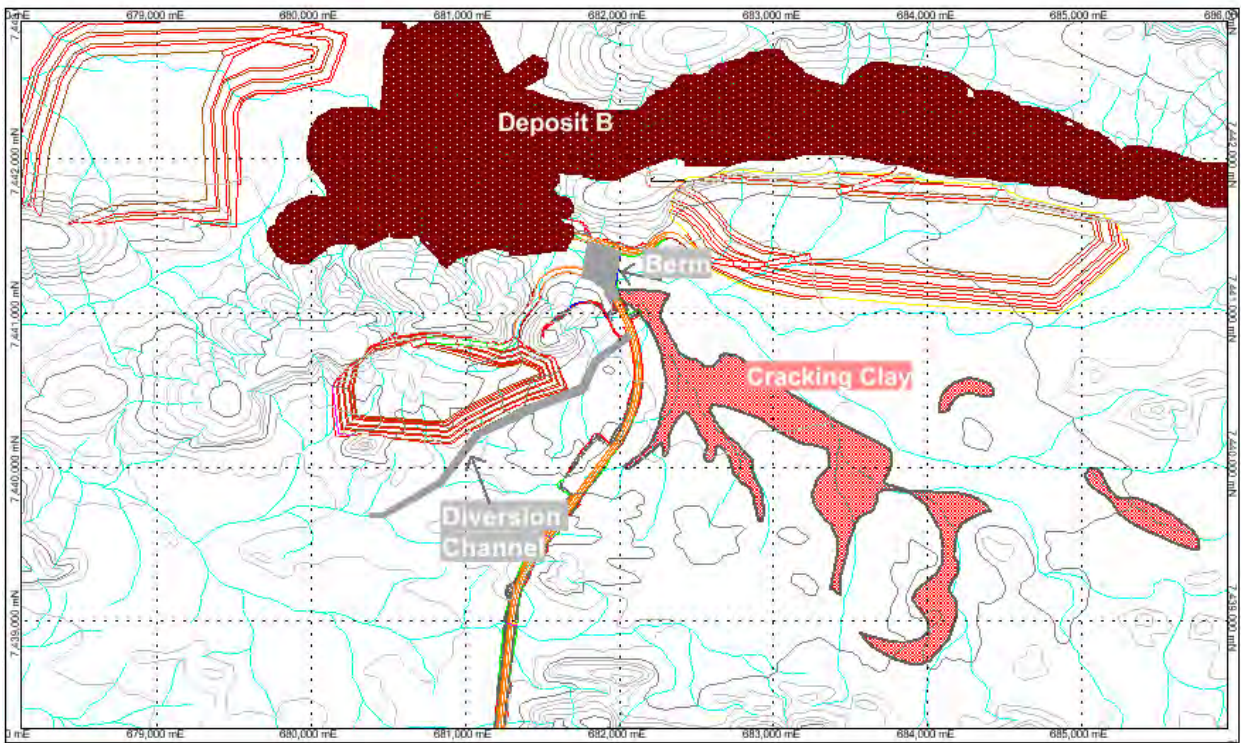 679,000 mE 680,000 mE 681,000 mE 682,000 mE 683,000 mE 684,000 mE 685,000 mE
Deposit B
7,442,000 mN 7,442,000 mN
Berm
7,441,000 mN 7,441,000 mN
Cracking Clay
7,440,000 mN 7,440,000 mN
Diversion
Channel
7,439,000 mN 7,439,000 mN
679,000 mE 680,000 mE 681,000 mE 682,000 mE 683,000 mE 684,000 mE 685,000 mE